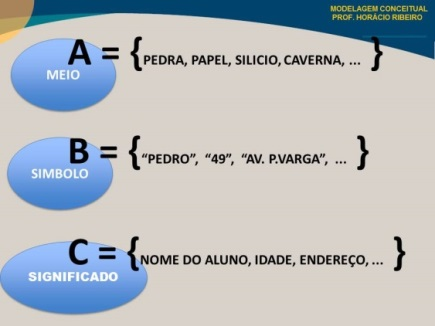 MODELAGEM CONCEITUAL
PROF. HORÁCIO RIBEIRO
A = {PEDRA, PAPEL, SILICIO, CAVERNA, ... }
MEIO
B = {“PEDRO”, “49”, “AV. P.VARGA”, ... }
SIMBOLO
C = {NOME DO ALUNO, IDADE, ENDEREÇO, ... }
SIGNIFICADO